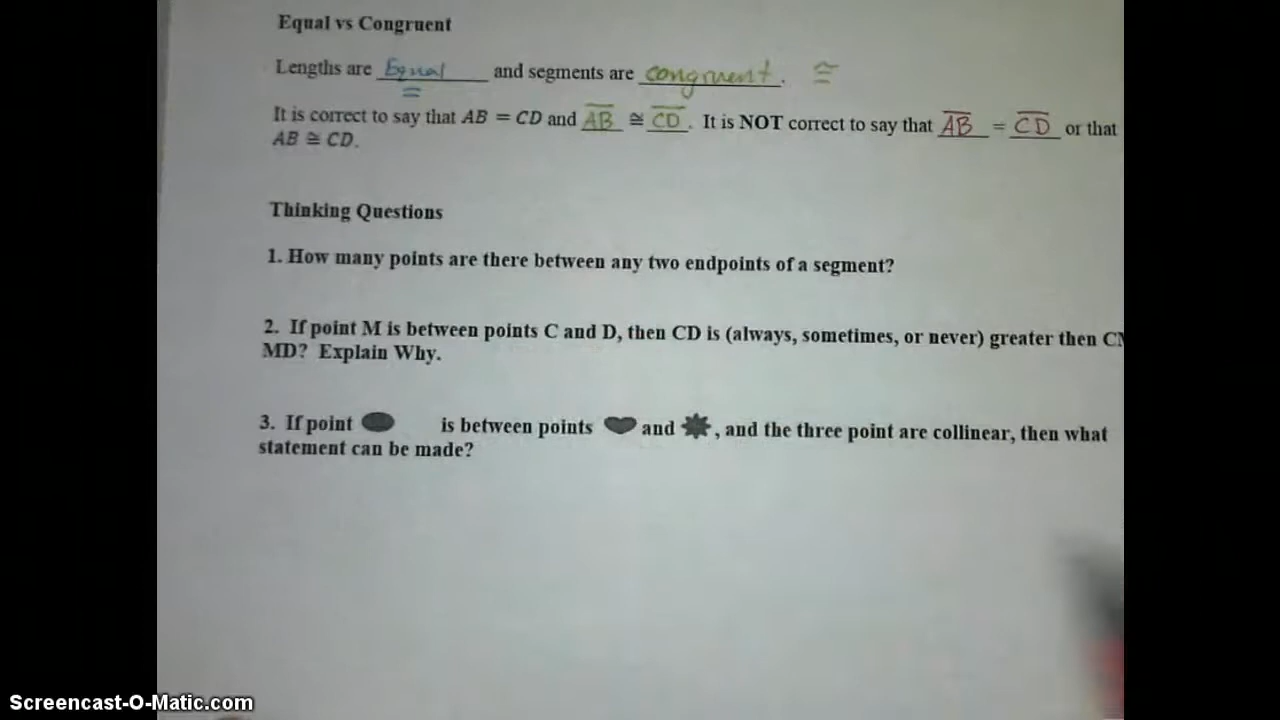 Equal vs Congruent
Lengths are Equal and segments are congruent. ≅
=
It is correct to say that AB = CD and A̅B̅ ≅ C̅D̅. It is NOT correct to say that A̅B̅ = C̅D̅ or that
AB ≅ CD.
Thinking Questions
1. How many points are there between any two endpoints of a segment?
2. If point M is between points C and D, then CD is (always, sometimes, or never) greater then
MD? Explain Why.
3. If point is between points and , and the three point are collinear, then what
statement can be made?
Screencast-O-Matic.com